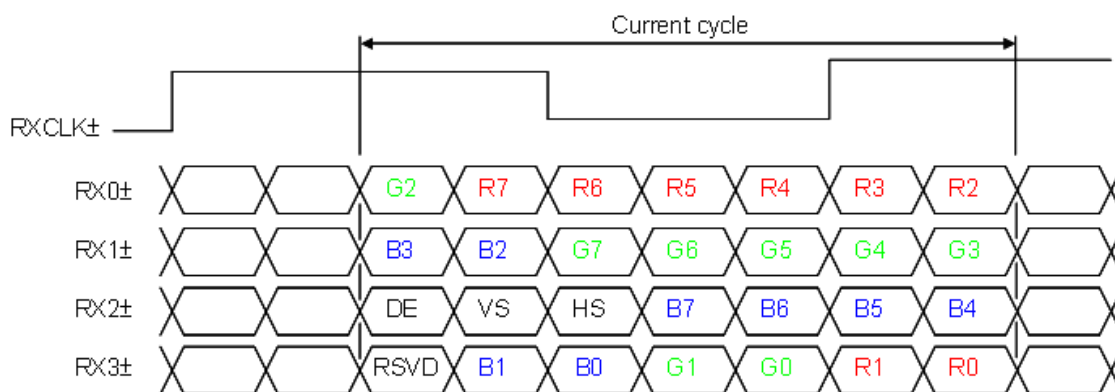 Current cycle
RXCLK±
RX0± G2 R7 R6 R5 R4 R3 R2
RX1± B3 B2 G7 G6 G5 G4 G3
RX2± DE VS HS B7 B6 B5 B4
RX3± RSVD B1 B0 G1 G0 R1 R0